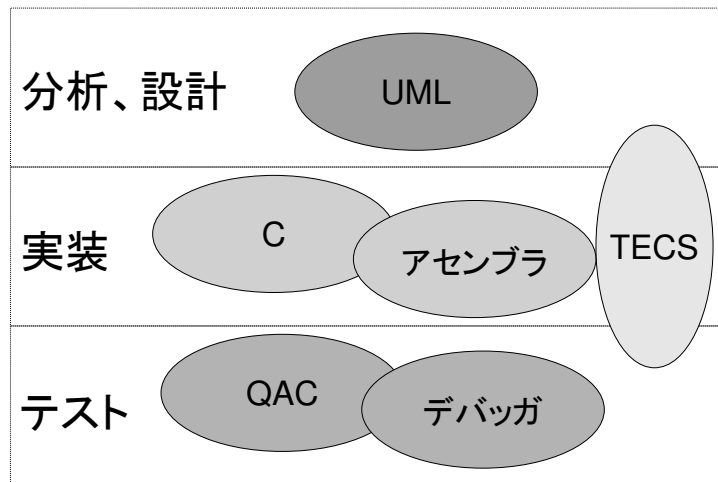 分析、設計
UML
実装
C
アセンブラ
TECS
テスト
QAC
デバッガ